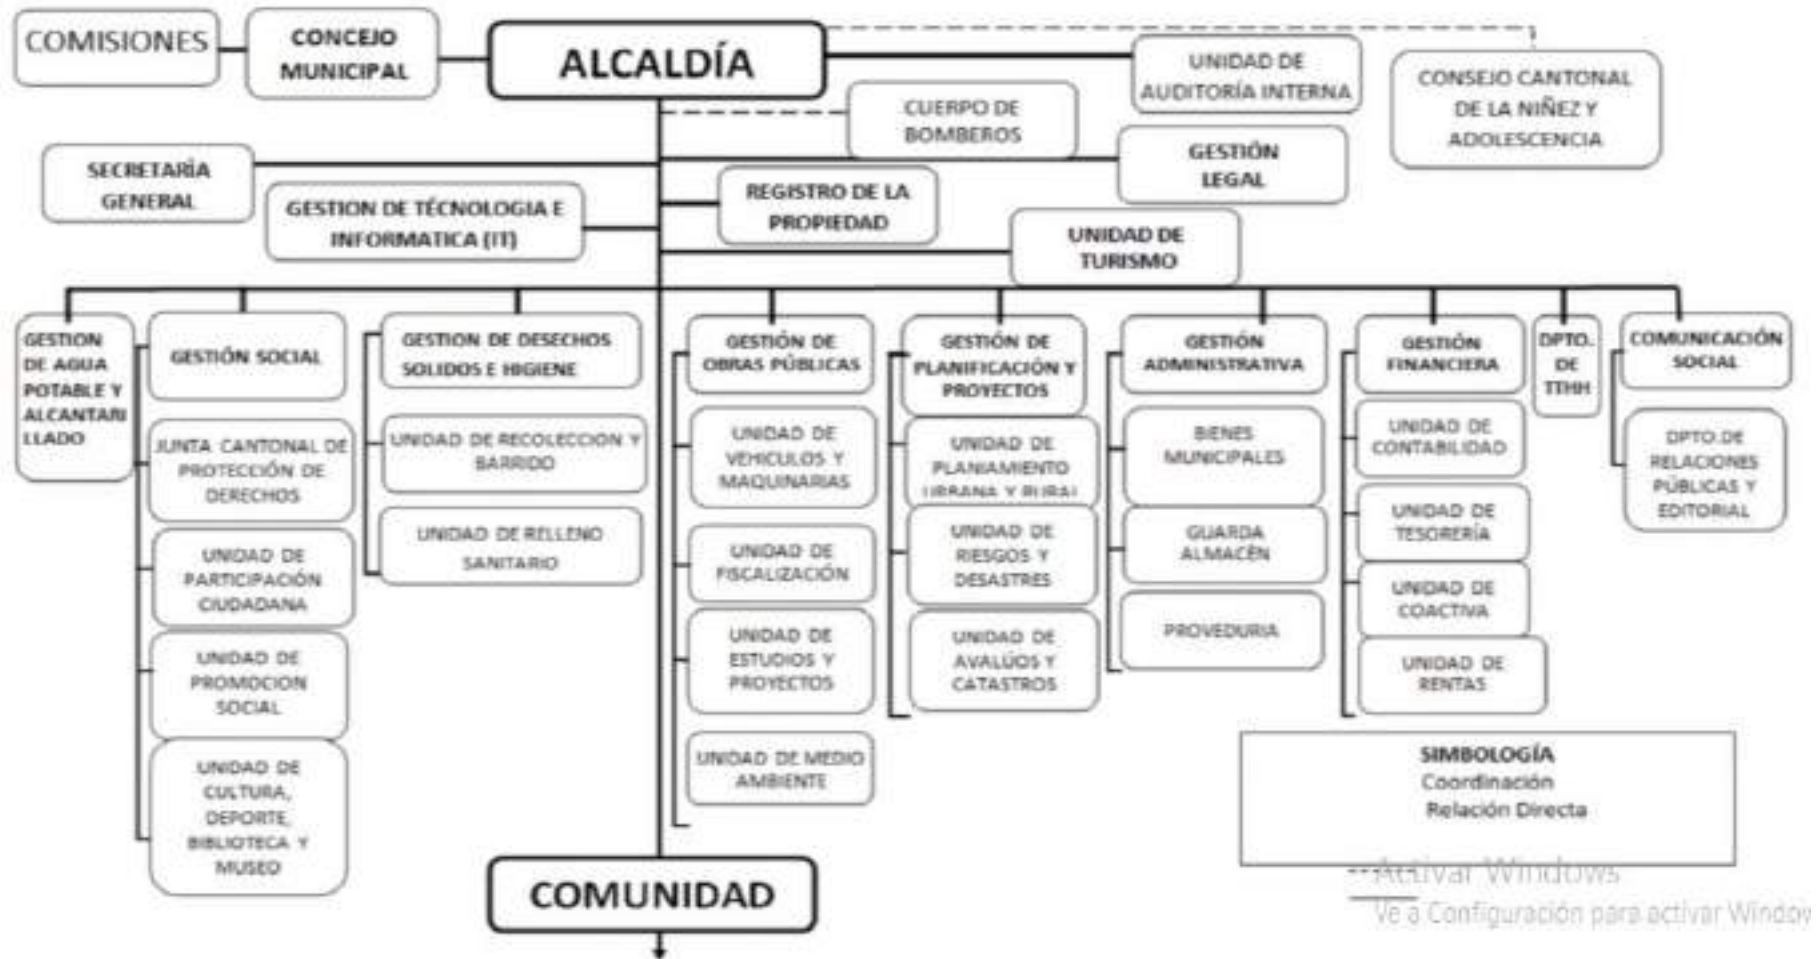 COMISIONES
CONCEJO
MUNICIPAL
ALCALDÍA
UNIDAD DE
AUDITORÍA INTERNA
CONSEJO CANTONAL
DE LA NIÑEZ Y
ADOLESCENCIA
CUERPO DE
BOMBEROS
GESTIÓN
LEGAL
SECRETARÍA
GENERAL
GESTION DE TÉCNOLOGIA E
INFORMATICA (IT)
REGISTRO DE LA
PROPIEDAD
UNIDAD DE
TURISMO
GESTION
DE AGUA
POTABLE Y
ALCANTARI
LLADO
GESTIÓN SOCIAL
JUNTA CANTONAL DE
PROTECCIÓN DE
DERECHOS
UNIDAD DE
PARTICIPACIÓN
CIUDADANA
UNIDAD DE
PROMOCION
SOCIAL
UNIDAD DE
CULTURA,
DEPORTE,
BIBLIOTECA Y
MUSEO
GESTION DE DESECHOS
SOLIDOS E HIGIENE
UNIDAD DE RECOLECCION Y
BARRIDO
UNIDAD DE RELLENO
SANITARIO
GESTIÓN DE
OBRAS PÚBLICAS
UNIDAD DE
VEHICULOS Y
MAQUINARIAS
UNIDAD DE
FISCALIZACIÓN
UNIDAD DE
ESTUDIOS Y
PROYECTOS
UNIDAD DE MEDIO
AMBIENTE
GESTIÓN DE
PLANIFICACIÓN Y
PROYECTOS
UNIDAD DE
PLANIAMIENTO
URBANA Y RURAL
UNIDAD DE
RIESGOS Y
DESASTRES
UNIDAD DE
AVALÚOS Y
CATASTROS
GESTIÓN
ADMINISTRATIVA
BIENES
MUNICIPALES
GUARDA
ALMACÉN
PROVEDURIA
GESTIÓN
FINANCIERA
UNIDAD DE
CONTABILIDAD
UNIDAD DE
TESORERÍA
UNIDAD DE
COACTIVA
UNIDAD DE
RENTAS
DPTO.
DE
TTHH
COMUNICACIÓN
SOCIAL
DPTO.DE
RELACIONES
PÚBLICAS Y
EDITORIAL
SIMBOLOGÍA
Coordinación
Relación Directa
COMUNIDAD
Activar Windows
Ve a Configuración para activar Window